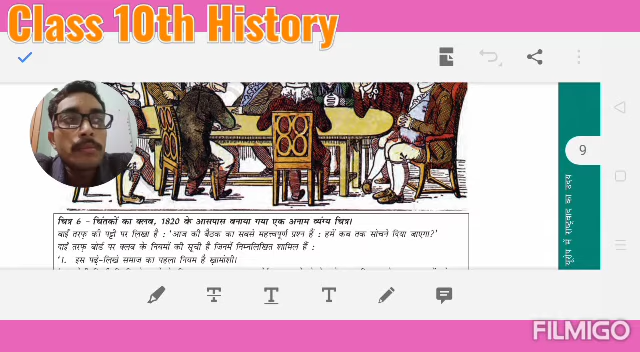 Class 10th History
चित्र 6 – चिंतकों का क्लब, 1820 के आसपास बनाया गया एक अनाम व्यंग्य चित्र।
बाईं तरफ़ की पट्टी पर लिखा है : 'आज की बैठक का सबसे महत्त्वपूर्ण प्रश्न है : हमें कब तक सोचने दिया जाएगा?'
दाईं तरफ़ बोर्ड पर क्लब के नियमों की सूची है जिनमें निम्नलिखित शामिल हैं :
'1. इस पढ़े-लिखे समाज का पहला नियम है ख़ामोशी।
9
यूरोप में राष्ट्रवाद का उदय
T T T
FILMIGO